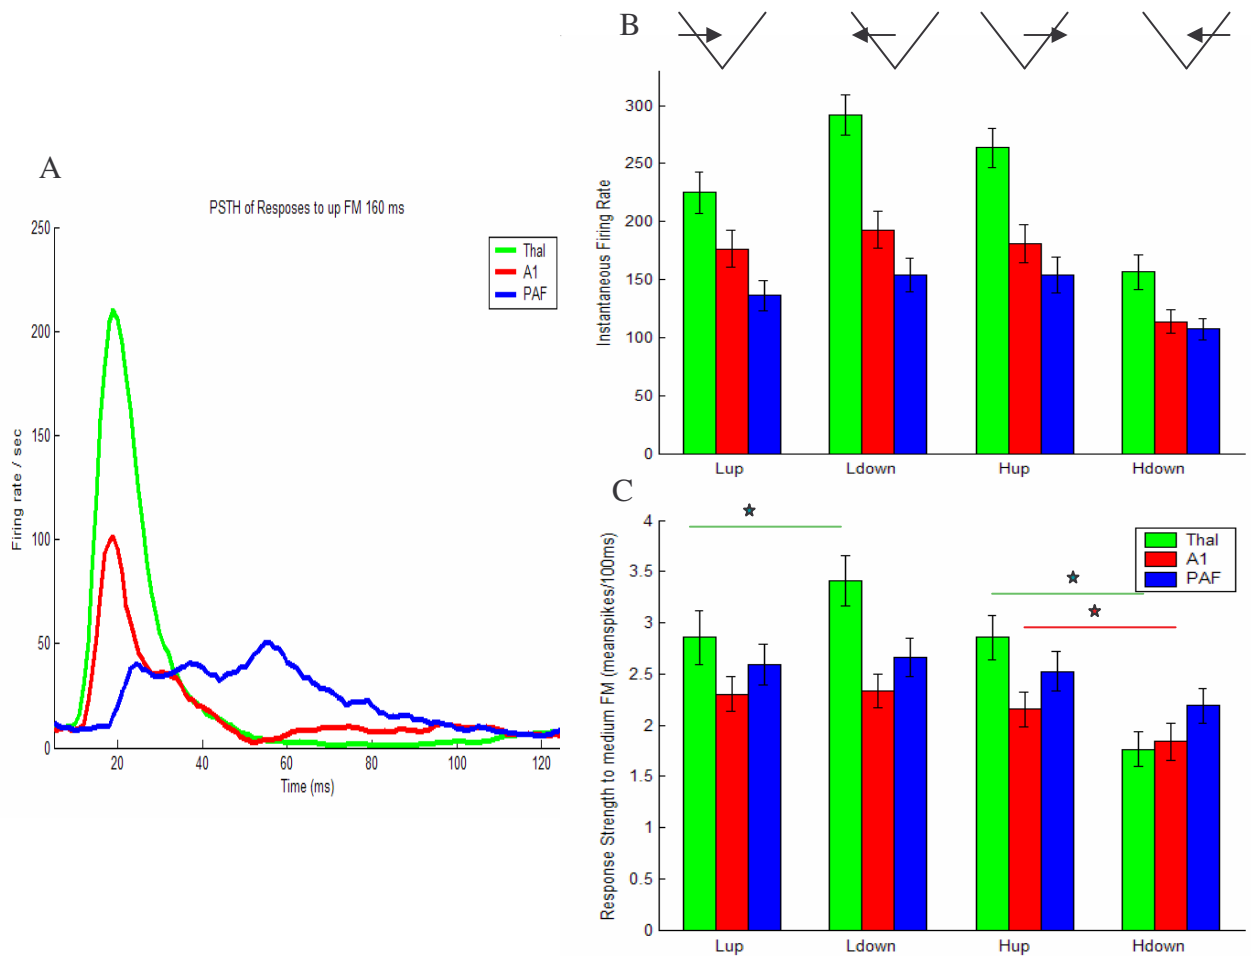 A
PSTH of Resposes to up FM 160 ms
250
200
150
100
50
0
Firing rate / sec
20 40 60 80 100 120
Time (ms)
Thal
A1
PAF
B
300
250
200
150
100
50
0
Instantaneous Firing Rate
Lup Ldown Hup Hdown
C
4
3.5
3
2.5
2
1.5
1
0.5
0
Response Strength to medium FM (meanspikes/100ms)
Thal
A1
PAF
Lup Ldown Hup Hdown